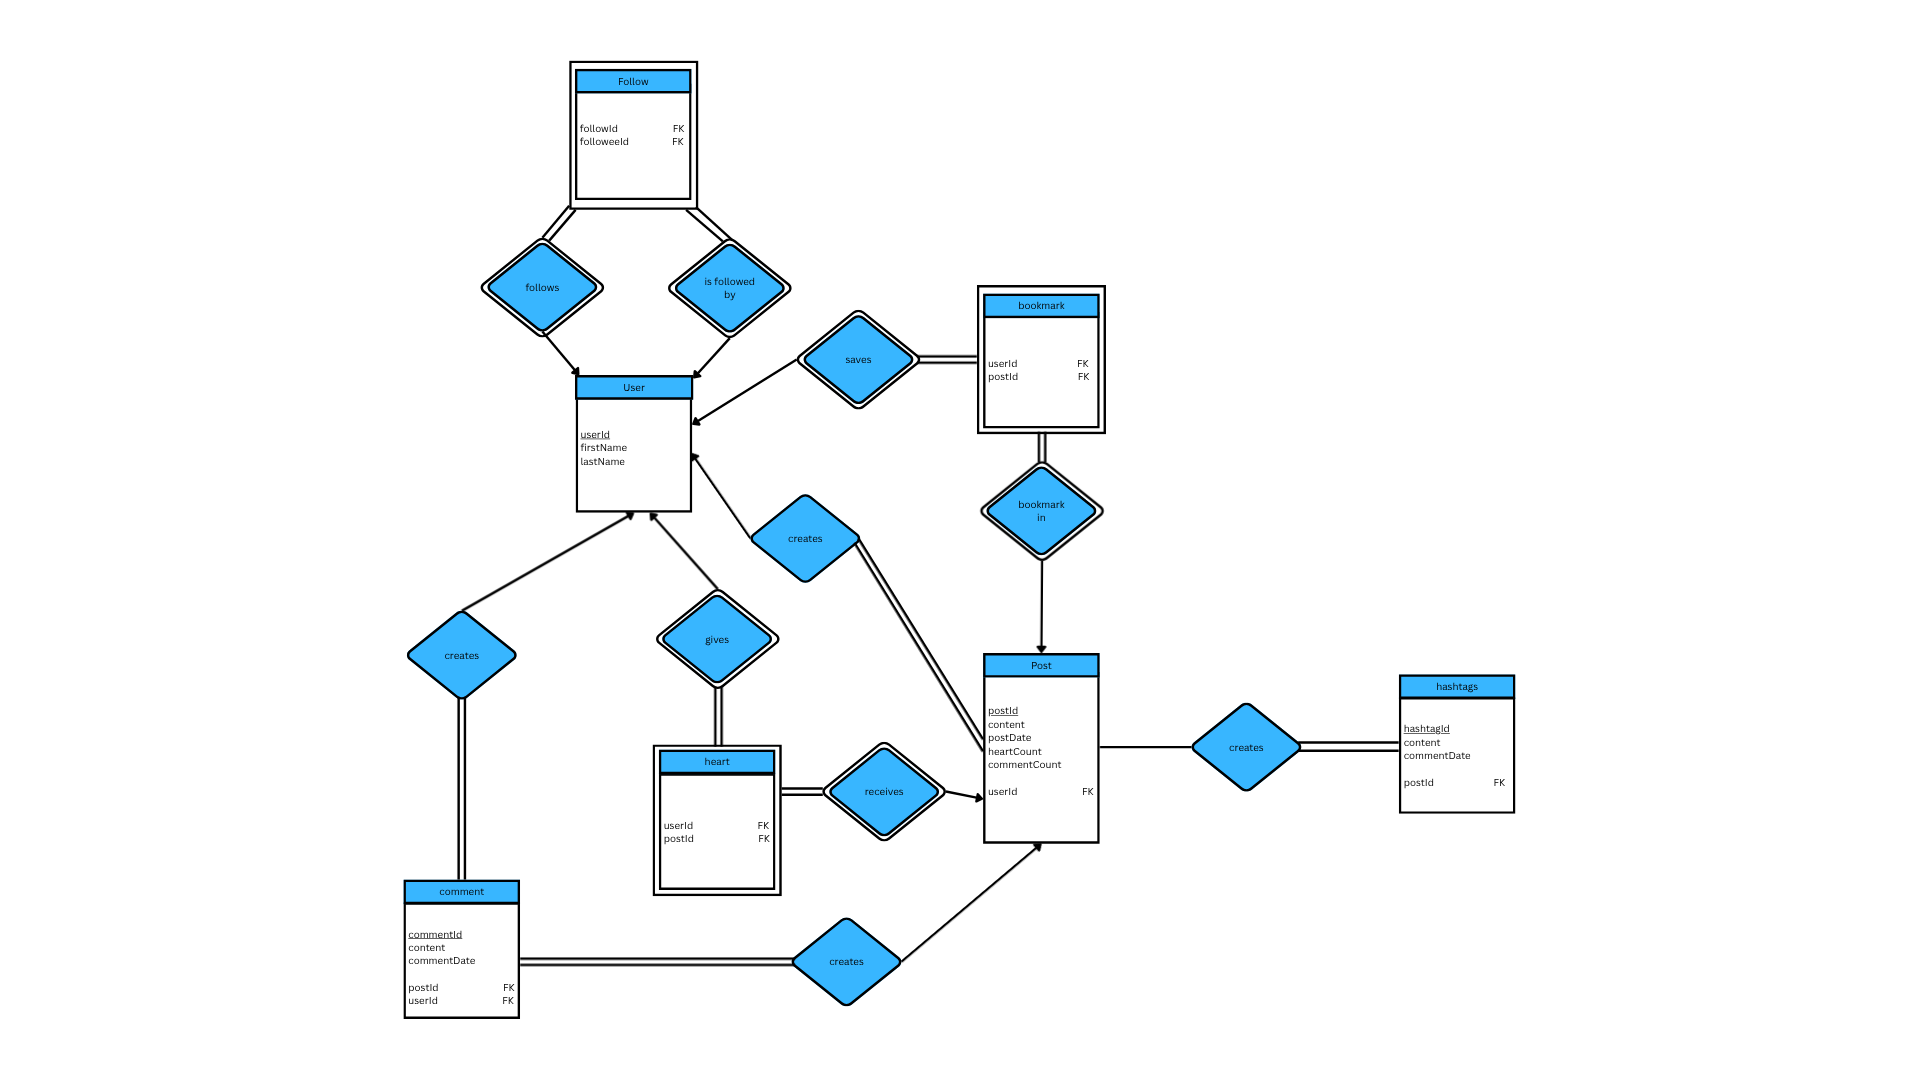 Follow
followId FK
followeeId FK
follows
is followed
by
User
userId
firstName
lastName
saves
bookmark
userId FK
postId FK
bookmark
in
creates
gives
creates
heart
userId FK
postId FK
receives
Post
postId
content
postDate
heartCount
commentCount
userId FK
creates
hashtags
hashtagId
content
commentDate
postId FK
comment
commentId
content
commentDate
postId FK
userId FK
creates